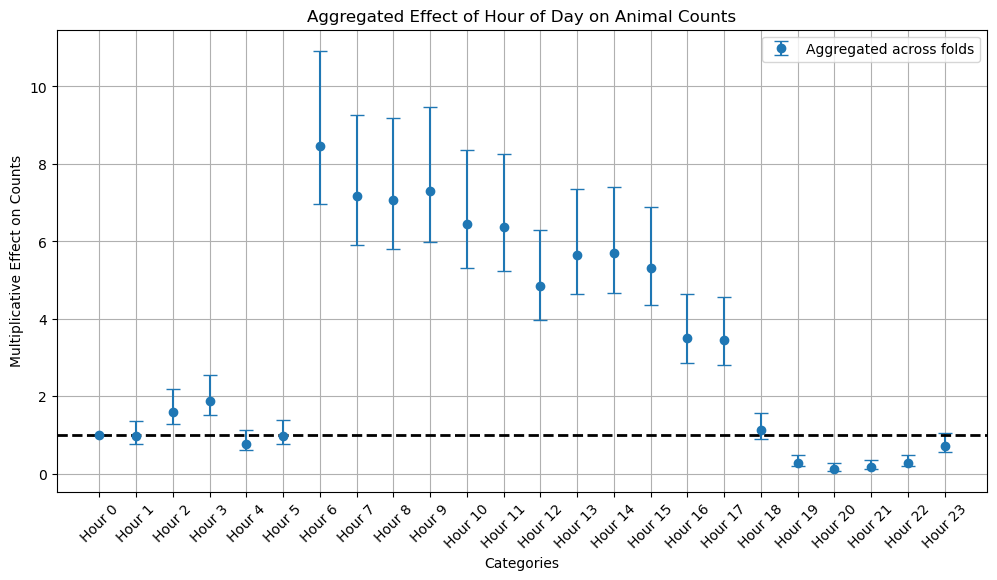 Aggregated Effect of Hour of Day on Animal Counts
Aggregated across folds
Multiplicative Effect on Counts
10
8
6
4
2
0
Hour 0
Hour 1
Hour 2
Hour 3
Hour 4
Hour 5
Hour 6
Hour 7
Hour 8
Hour 9
Hour 10
Hour 11
Hour 12
Hour 13
Hour 14
Hour 15
Hour 16
Hour 17
Hour 18
Hour 19
Hour 20
Hour 21
Hour 22
Hour 23
Categories